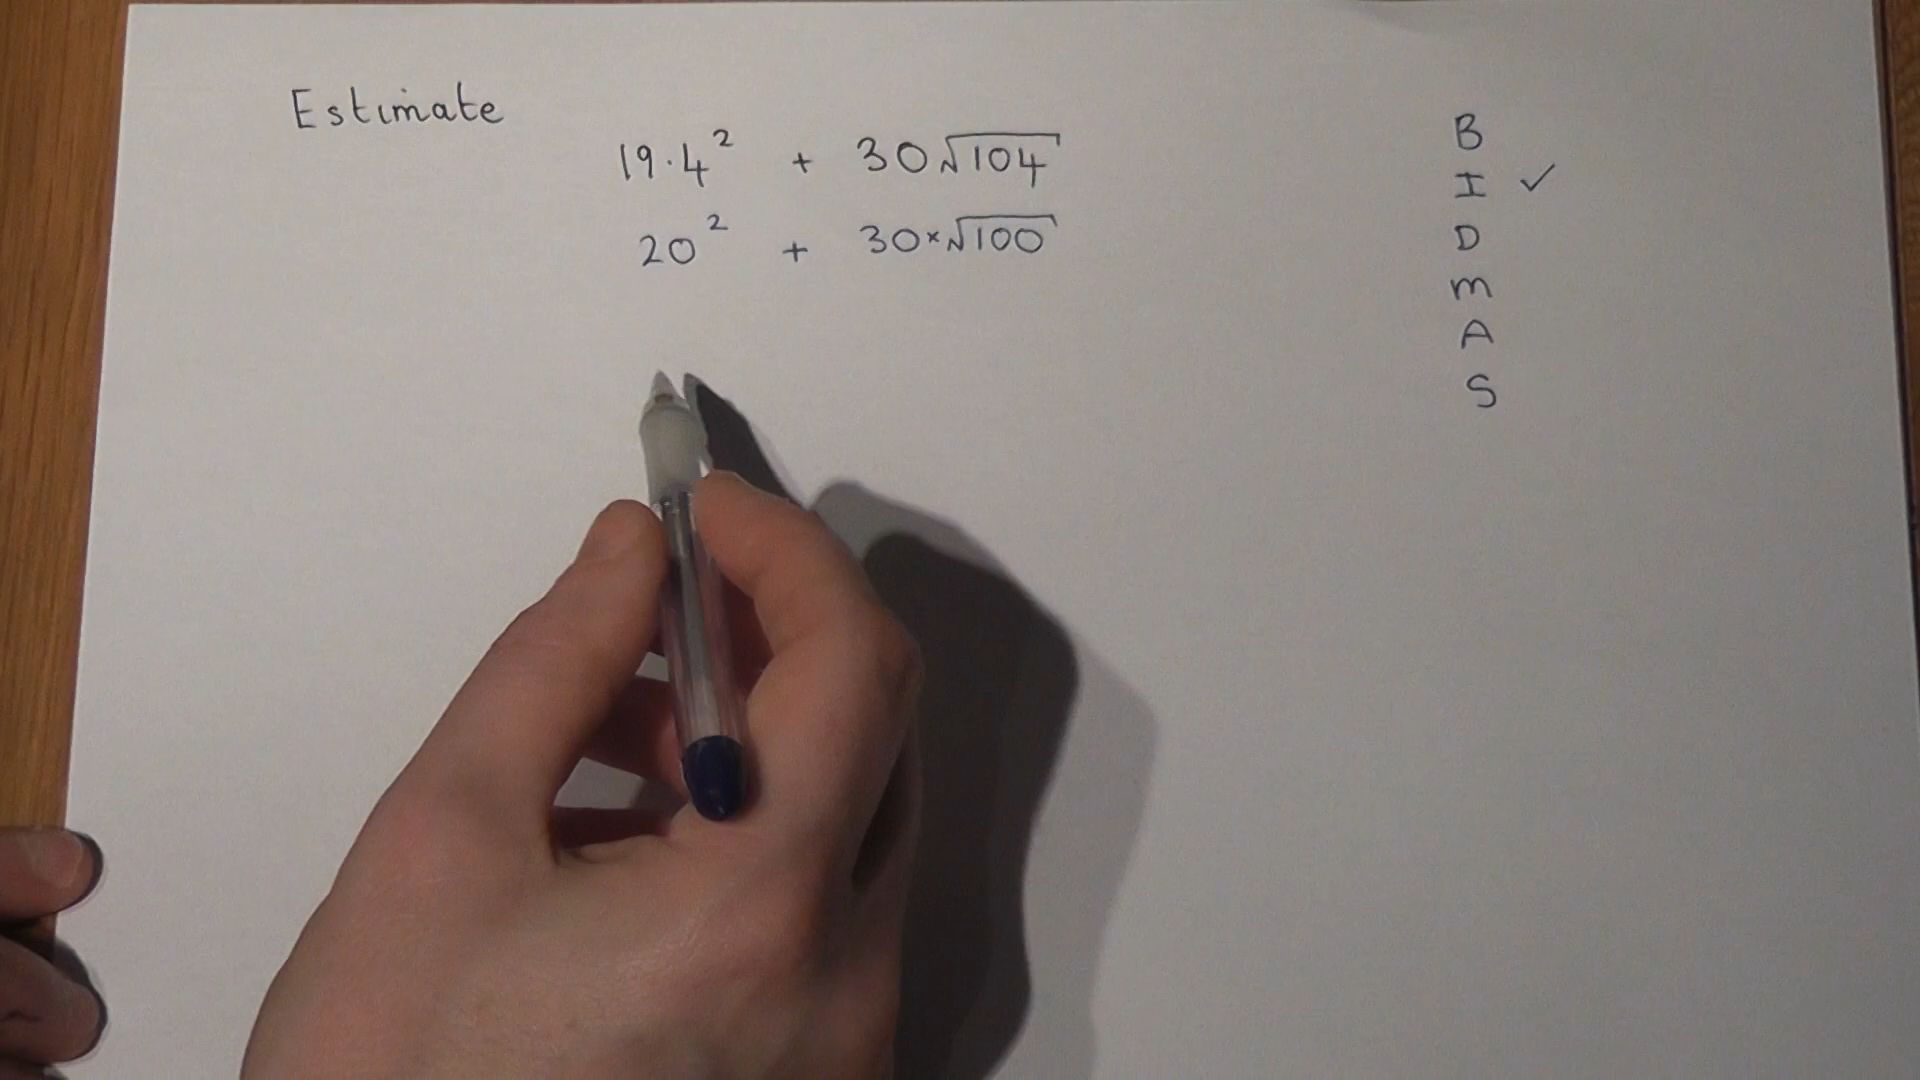 Estimate
19.4² + 30√104
20² + 30×√100
B
I ✓
D
m
A
S